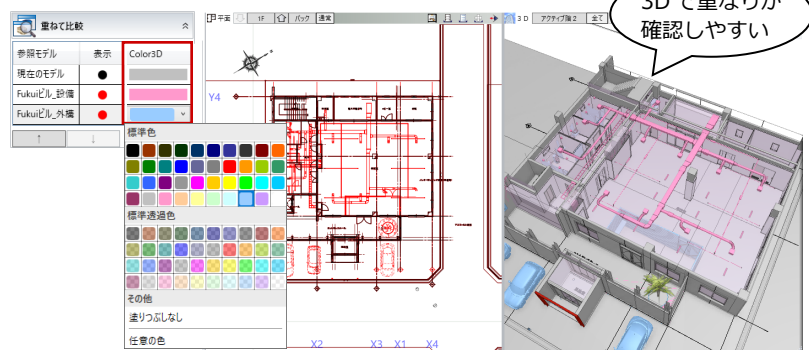 重ねて比較
参照モデル 表示 Color3D
現在のモデル
Fukuiビル_設備
Fukuiビル_外構
標準色
標準透過色
その他
塗りつぶしなし
任意の色
平面 1F バック 通常
Y4
X2 X3 X1 X4
3D アクティブ階2 全て
3D で重なりが
確認しやすい